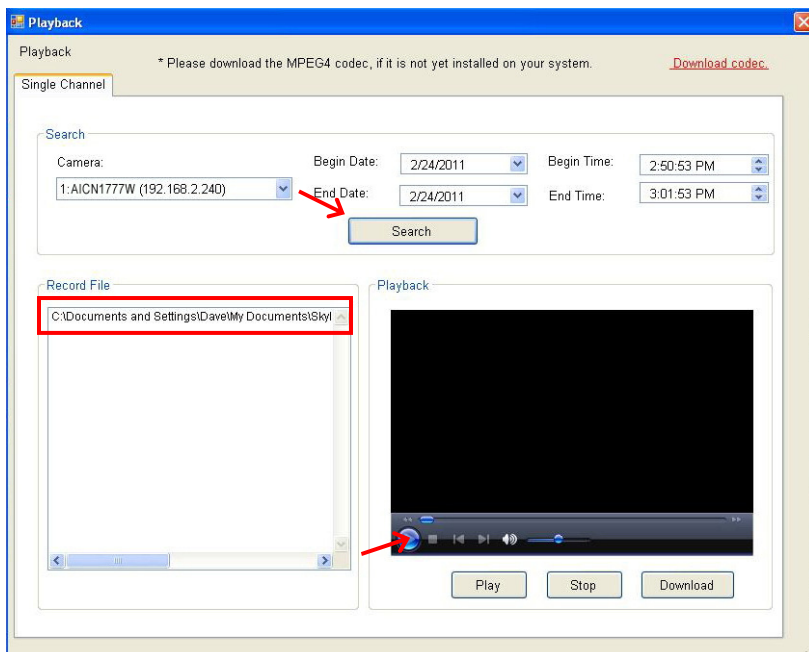 Playback
Playback
* Please download the MPEG4 codec, if it is not yet installed on your system.
Download codec.
Single Channel
Search
Camera:
Begin Date:
2/24/2011
Begin Time:
2:50:53 PM
1:AICN1777W (192.168.2.240)
End Date:
2/24/2011
End Time:
3:01:53 PM
Search
Record File
Playback
C:\Documents and Settings\Dave\My Documents\Skyl
Play
Stop
Download